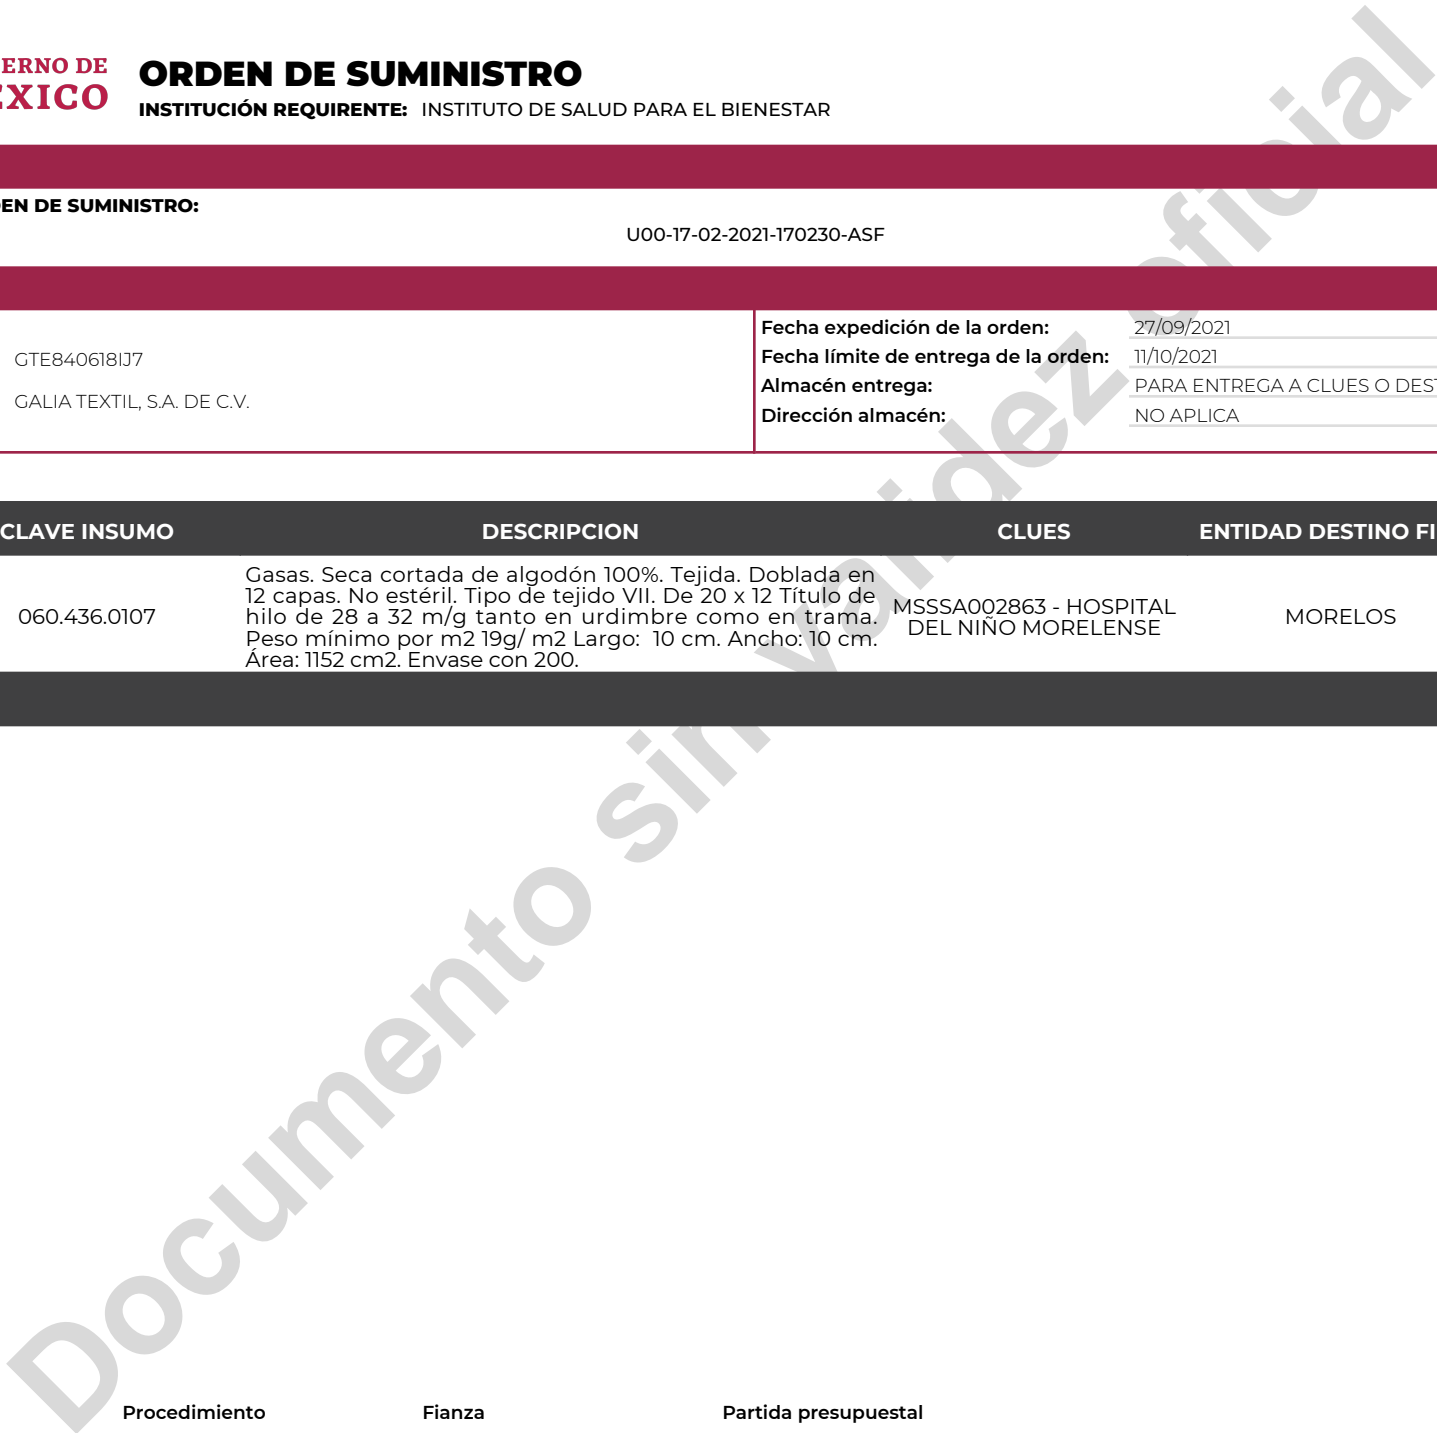 ERNO DE
EXICO
ORDEN DE SUMINISTRO
INSTITUCIÓN REQUIRENTE: INSTITUTO DE SALUD PARA EL BIENESTAR
EN DE SUMINISTRO:
U00-17-02-2021-170230-ASF
GTE840618IJ7
GALIA TEXTIL, S.A. DE C.V.
Fecha expedición de la orden: 27/09/2021
Fecha límite de entrega de la orden: 11/10/2021
Almacén entrega: PARA ENTREGA A CLUES O DEST
Dirección almacén: NO APLICA
CLAVE INSUMO DESCRIPCION CLUES ENTIDAD DESTINO FI
060.436.0107
Gasas. Seca cortada de algodón 100%. Tejida. Doblada en
12 capas. No estéril. Tipo de tejido VII. De 20 x 12 Título de
hilo de 28 a 32 m/g tanto en urdimbre como en trama.
Peso mínimo por m2 19g/ m2 Largo: 10 cm. Ancho: 10 cm.
Área: 1152 cm2. Envase con 200.
MSSSA002863 - HOSPITAL
DEL NIÑO MORELENSE
MORELOS
Documento sin validez oficial
Procedimiento Fianza Partida presupuestal